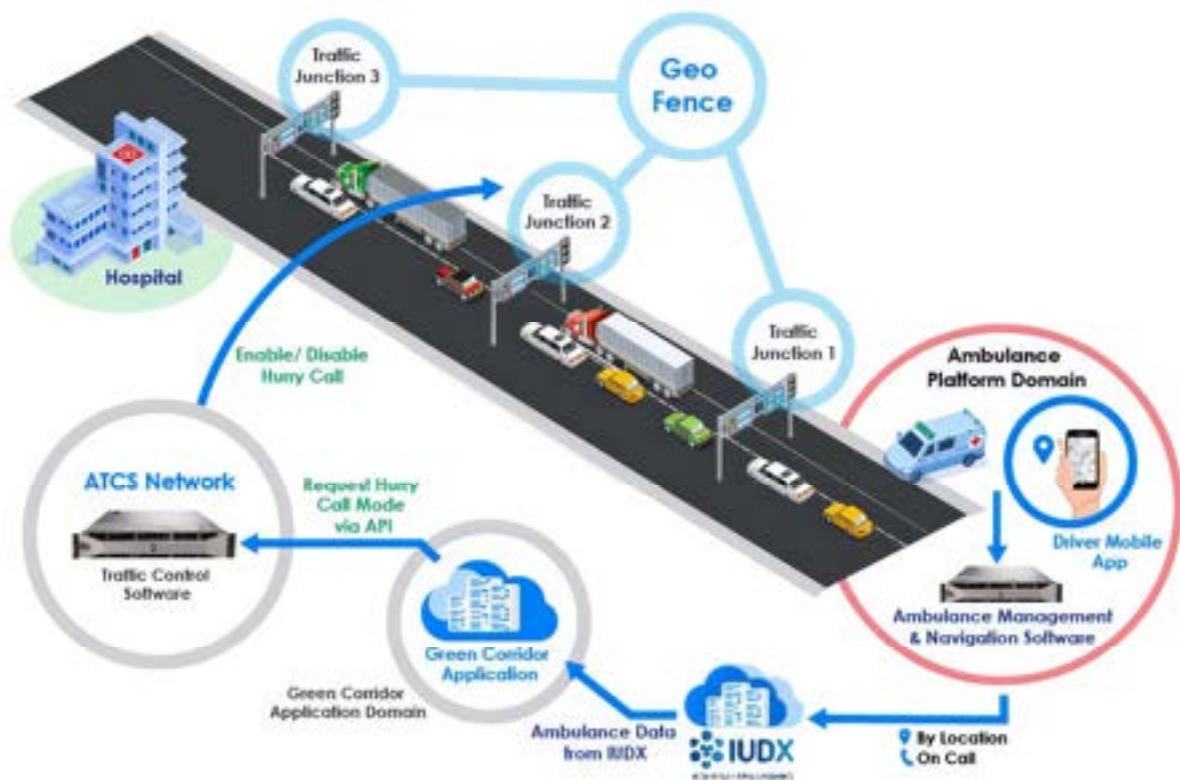 Traffic
Junction 3
Geo
Fence
Traffic
Junction 2
Hospital
Traffic
Junction 1
Enable/ Disable
Hurry Call
Ambulance
Platform Domain
ATCS Network
Request Hurry
Call Mode
via API
Driver Mobile
App
Traffic Control
Software
Ambulance Management
& Navigation Software
Green Corridor
Application
Green Corridor
Application Domain
Ambulance Data
from IUDX
IUDX
By Location
On Call